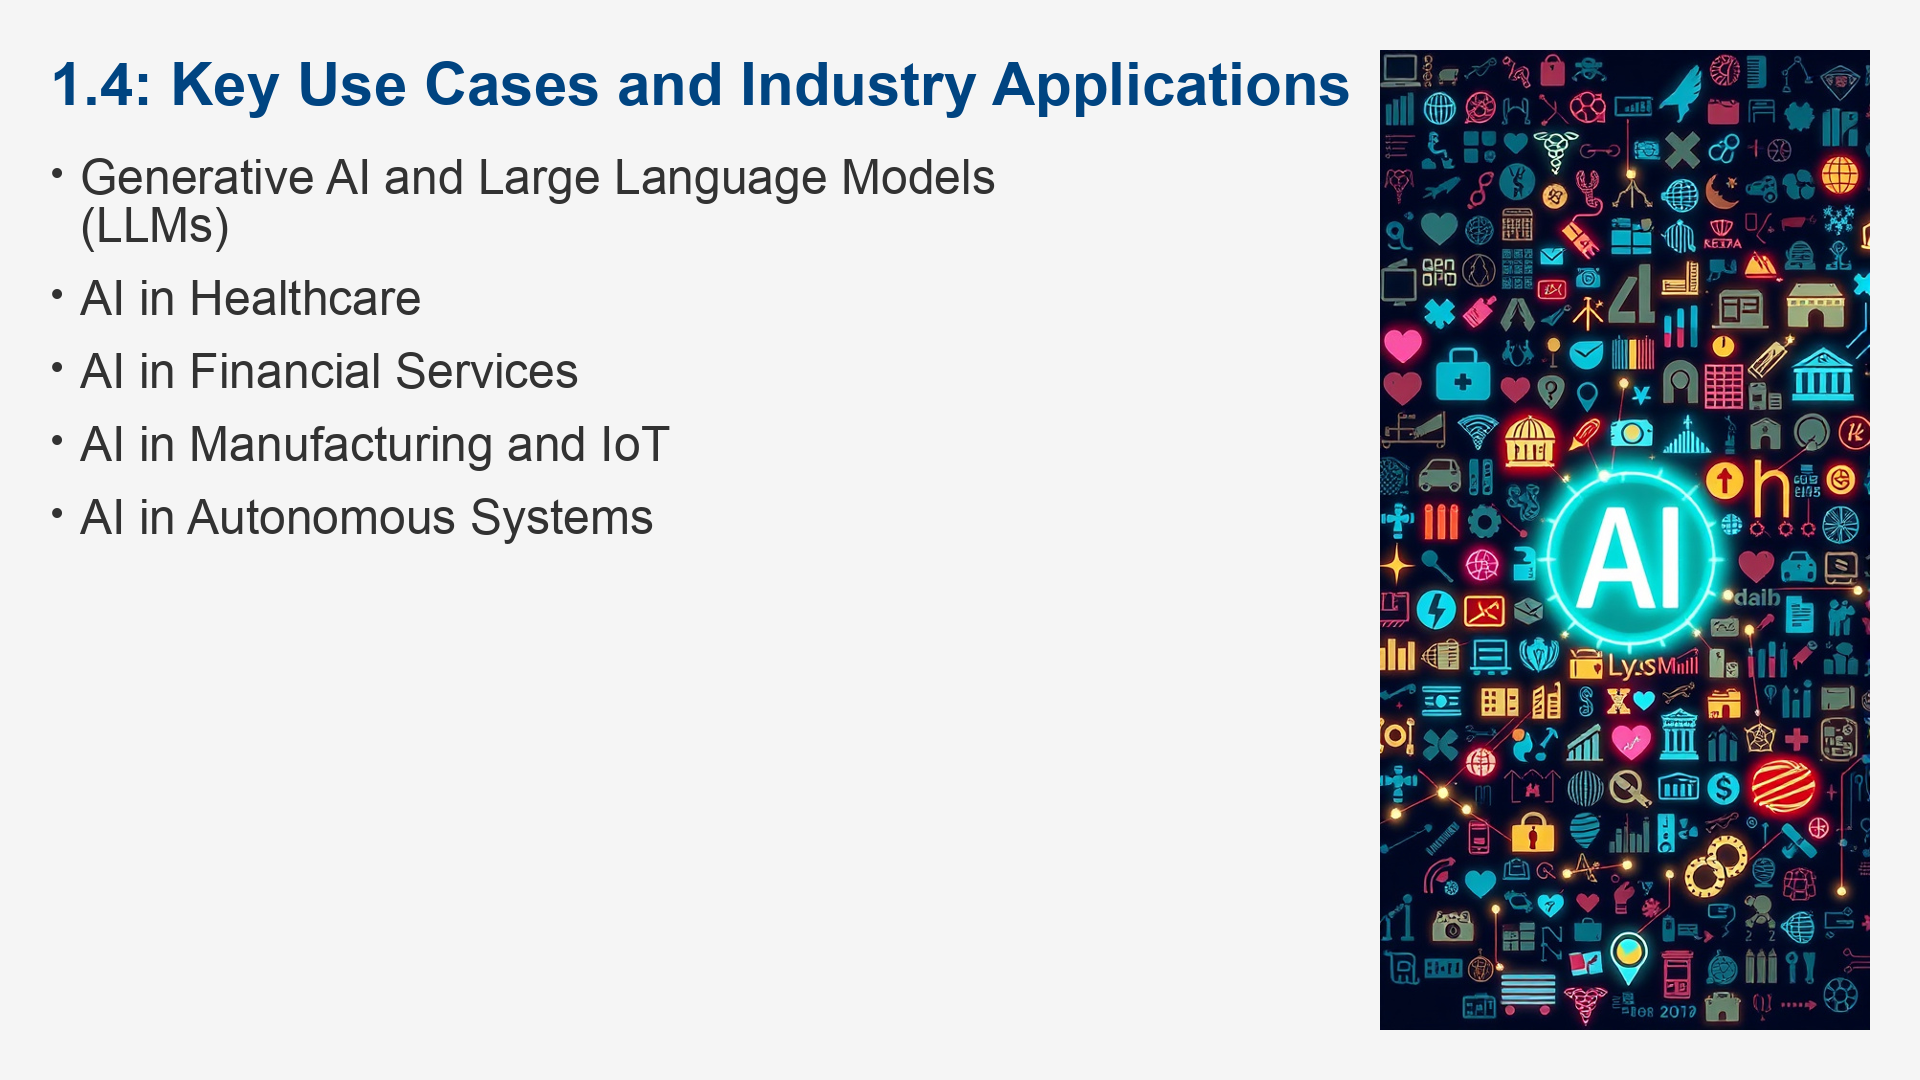 1.4: Key Use Cases and Industry Applications
• Generative AI and Large Language Models
(LLMs)
• AI in Healthcare
• AI in Financial Services
• AI in Manufacturing and IoT
• AI in Autonomous Systems
AI
daib
2019